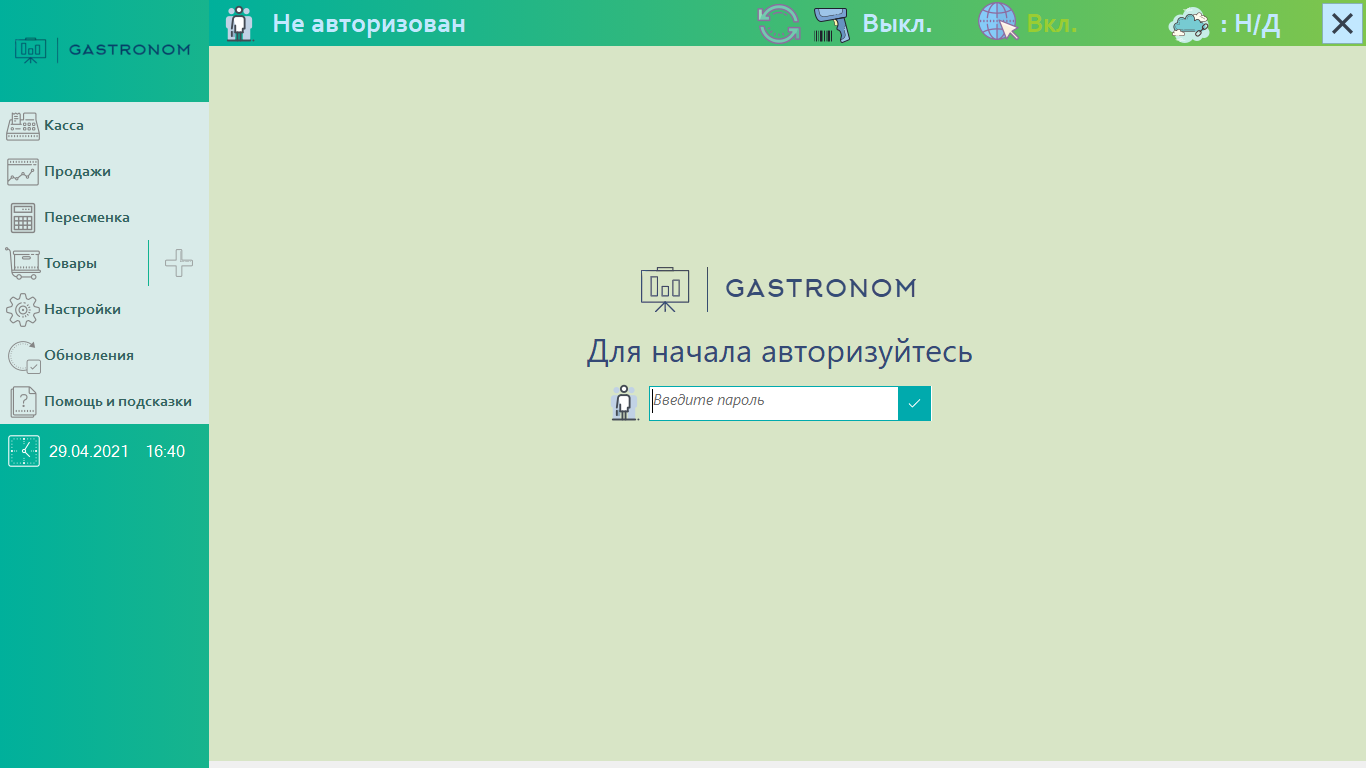 GASTRONOM
Не авторизован
Выкл.
Вкл.
: Н/Д
Касса
Продажи
Пересменка
Товары
Настройки
Обновления
Помощь и подсказки
29.04.2021 16:40
GASTRONOM
Для начала авторизуйтесь
Введите пароль